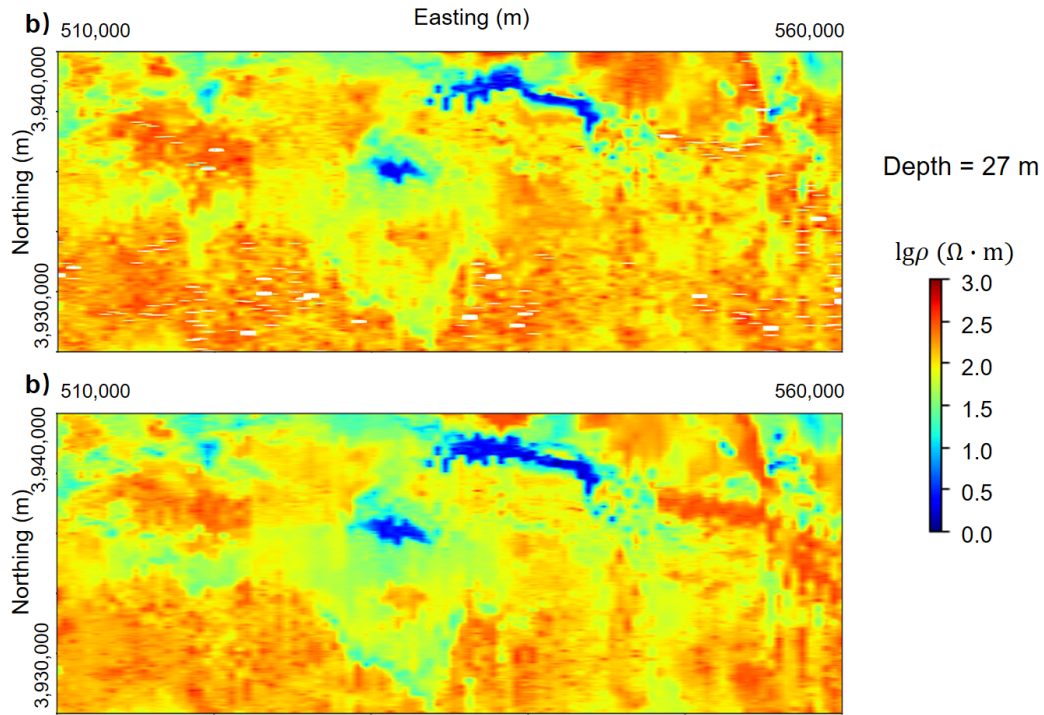 b)
Easting (m)
510,000
560,000
Northing (m)
3,940,000
3,930,000
Depth = 27 m
lgρ (Ω · m)
3.0
2.5
2.0
1.5
1.0
0.5
0.0
b)
510,000
560,000
Northing (m)
3,940,000
3,930,000